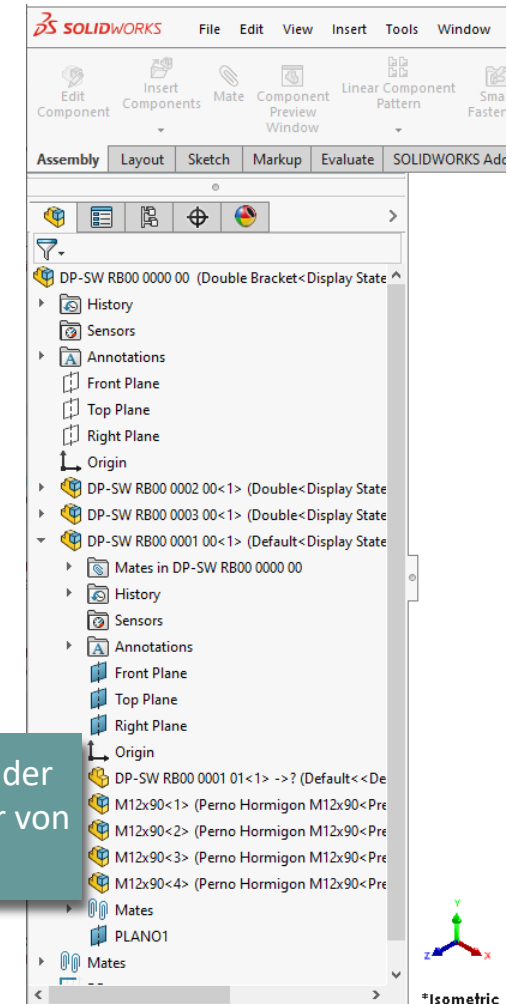 SOLIDWORKS File Edit View Insert Tools Window
Edit Component
Insert Components
Mate
Component Preview Window
Linear Component Pattern
Assembly Layout Sketch Markup Evaluate SOLIDWORKS Add
DP-SW RB00 0000 00 (Double Bracket<Display State
History
Sensors
Annotations
Front Plane
Top Plane
Right Plane
Origin
DP-SW RB00 0002 00<1> (Double<Display State
DP-SW RB00 0003 00<1> (Double<Display State
DP-SW RB00 0001 00<1> (Default<Display State
Mates in DP-SW RB00 0000 00
History
Sensors
Annotations
Front Plane
Top Plane
Right Plane
Origin
DP-SW RB00 0001 01<1> ->? (Default<<De
M12x90<1> (Perno Hormigon M12x90<Pre
M12x90<2> (Perno Hormigon M12x90<Pre
M12x90<3> (Perno Hormigon M12x90<Pre
M12x90<4> (Perno Hormigon M12x90<Pre
Mates
PLANO1
Mates
der
r von
Y
Z
X
*Isometric